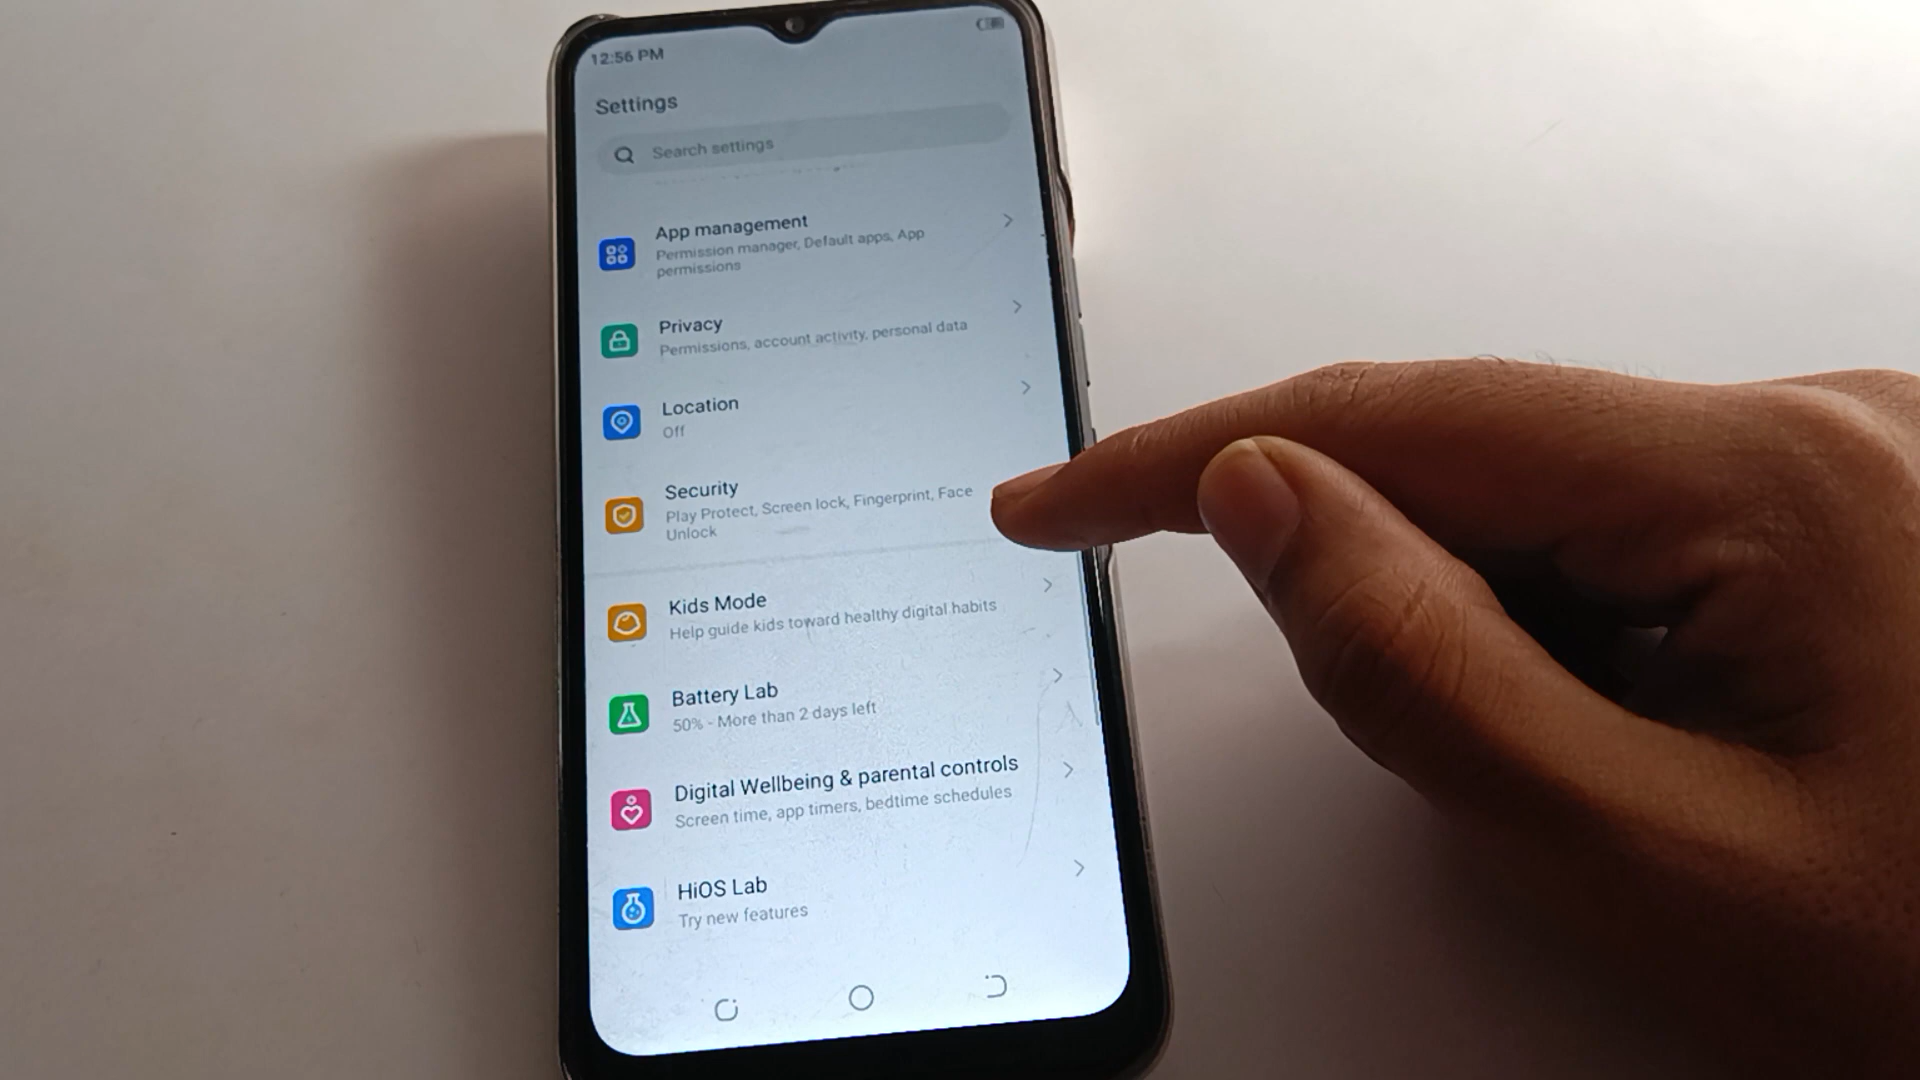 12:56 PM
Settings
Search settings
App management
Permission manager, Default apps, App
permissions
Privacy
Permissions, account activity, personal data
Location
Off
Security
Play Protect, Screen lock, Fingerprint, Face
Unlock
Kids Mode
Help guide kids toward healthy digital habits
Battery Lab
50% - More than 2 days left
Digital Wellbeing & parental controls
Screen time, app timers, bedtime schedules
HiOS Lab
Try new features